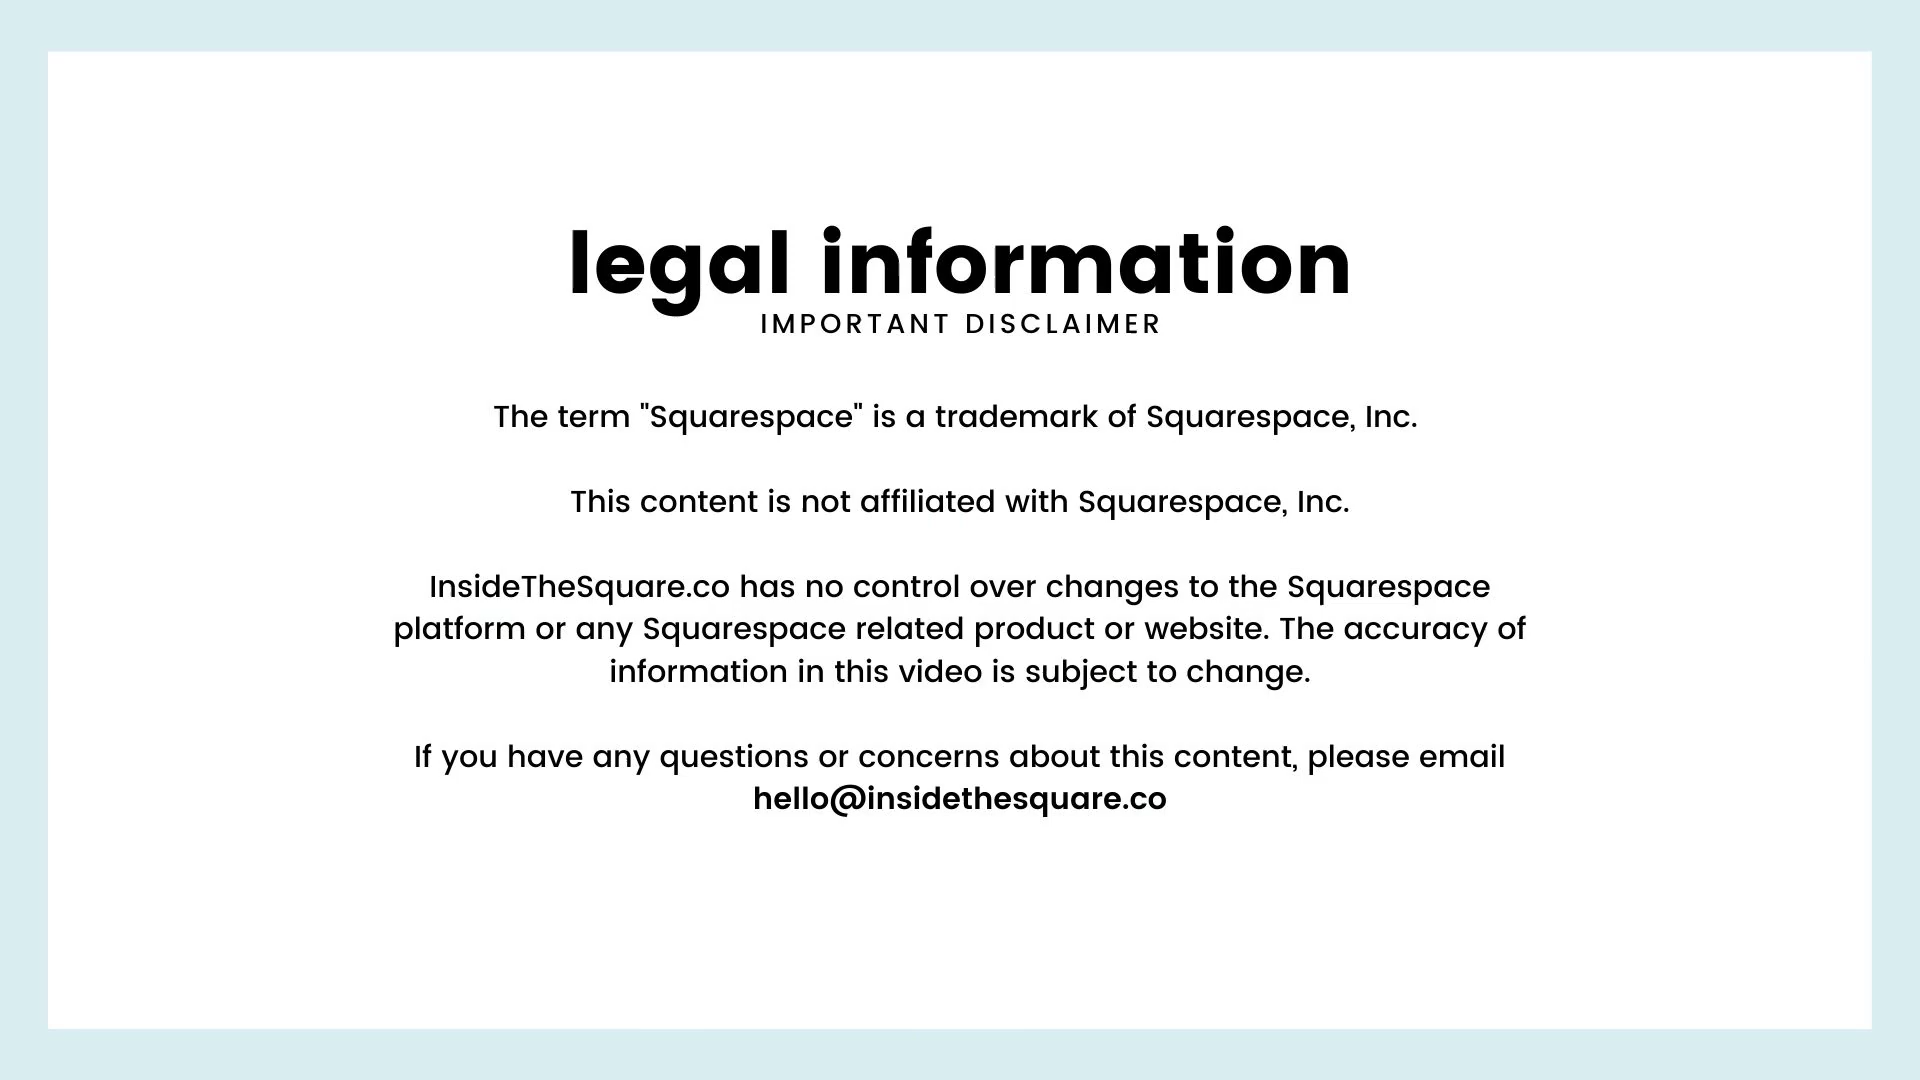 legal information
IMPORTANT DISCLAIMER
The term "Squarespace" is a trademark of Squarespace, Inc.
This content is not affiliated with Squarespace, Inc.
InsideTheSquare.co has no control over changes to the Squarespace
platform or any Squarespace related product or website. The accuracy of
information in this video is subject to change.
If you have any questions or concerns about this content, please email
hello@insidethesquare.co